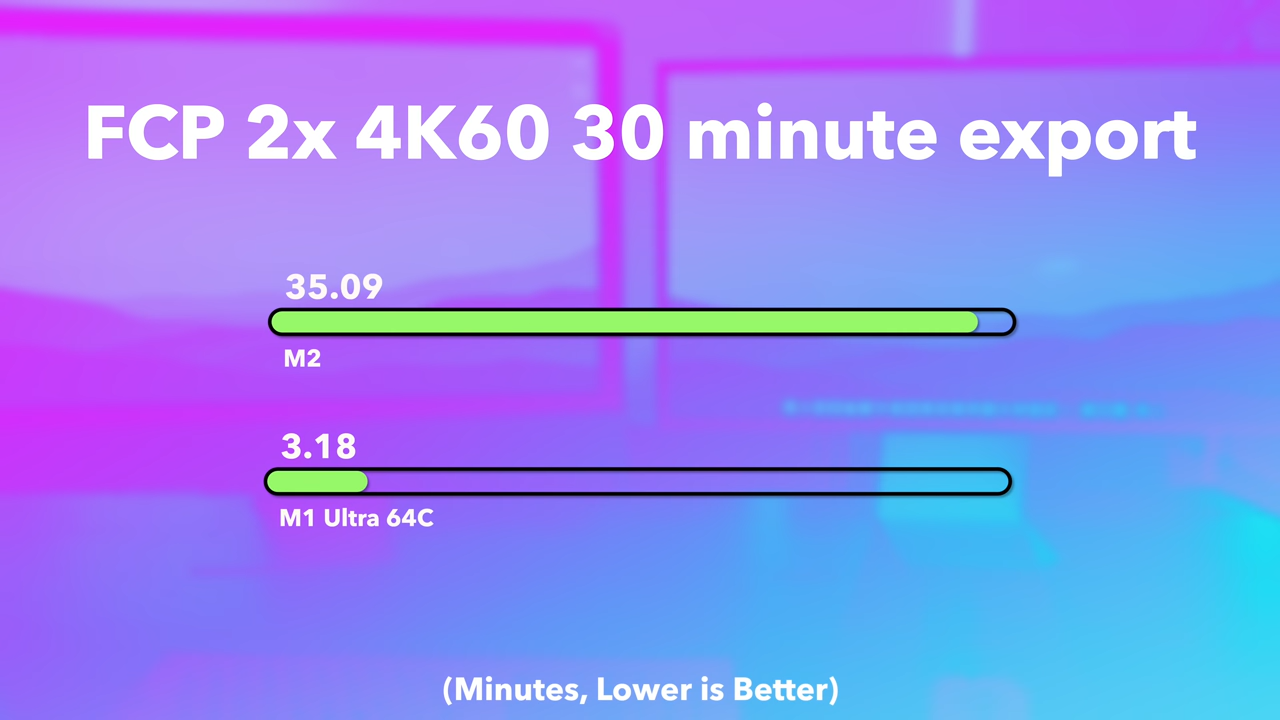 FCP 2x 4K60 30 minute export
35.09
M2
3.18
M1 Ultra 64C
(Minutes, Lower is Better)